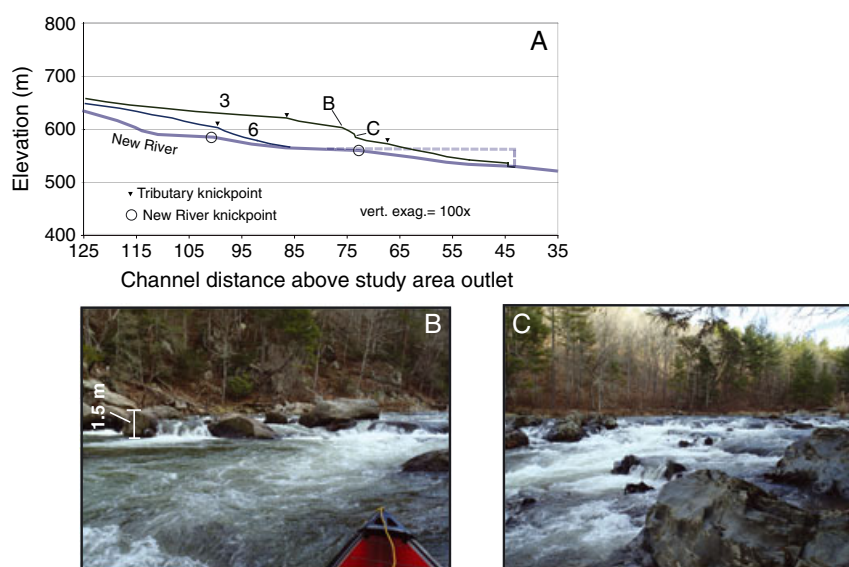 A
800
700
600
500
400
Elevation (m)
3
B
C
6
New River
▾ Tributary knickpoint
○ New River knickpoint
vert. exag.= 100x
125 115 105 95 85 75 65 55 45 35
Channel distance above study area outlet
B
1.5 m
C